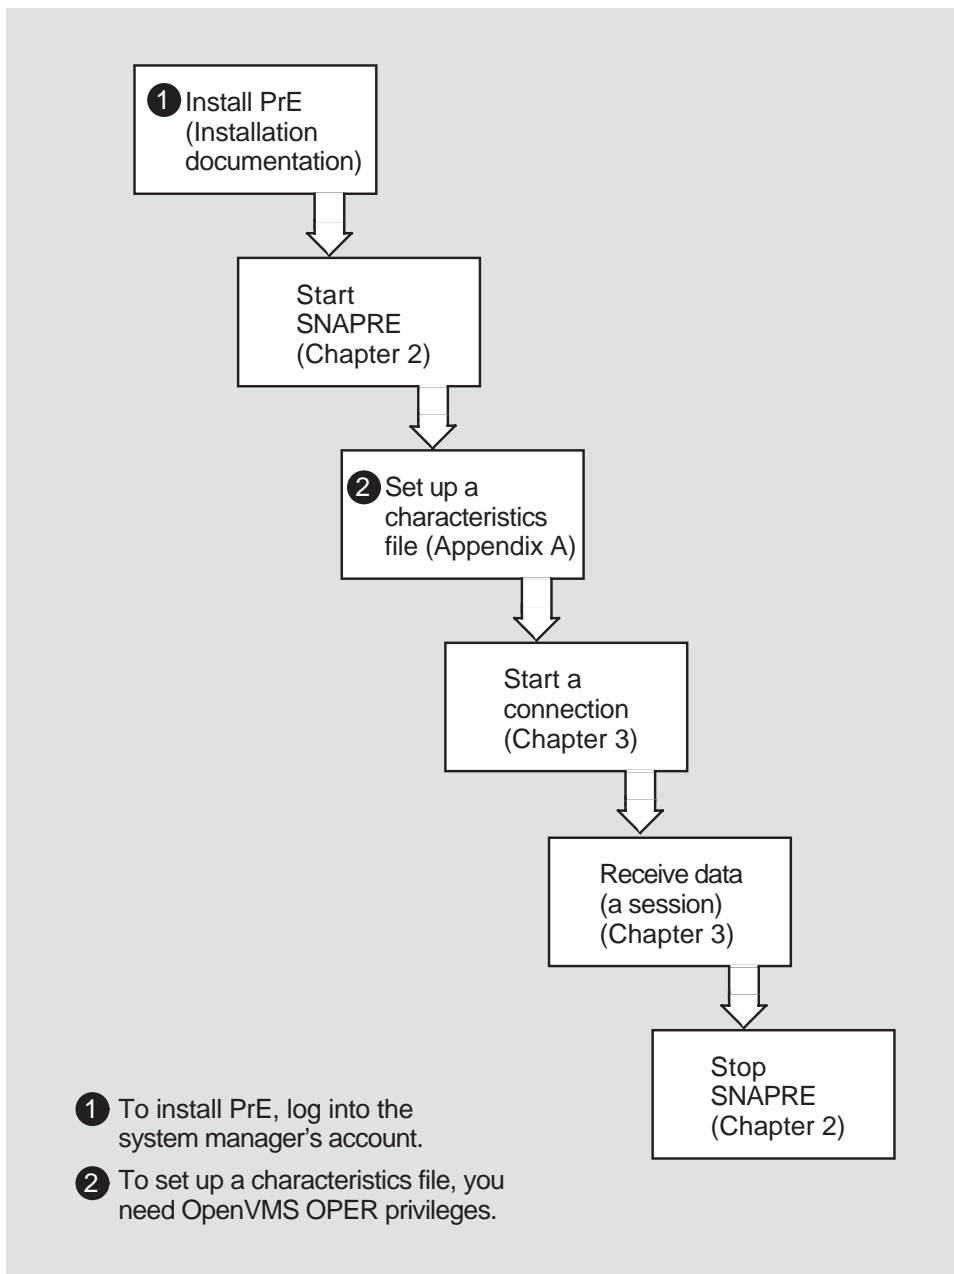 1 Install PrE
(Installation
documentation)
Start
SNAPRE
(Chapter 2)
2 Set up a
characteristics
file (Appendix A)
Start a
connection
(Chapter 3)
Receive data
(a session)
(Chapter 3)
Stop
SNAPRE
(Chapter 2)
1 To install PrE, log into the
system manager's account.
2 To set up a characteristics file, you
need OpenVMS OPER privileges.